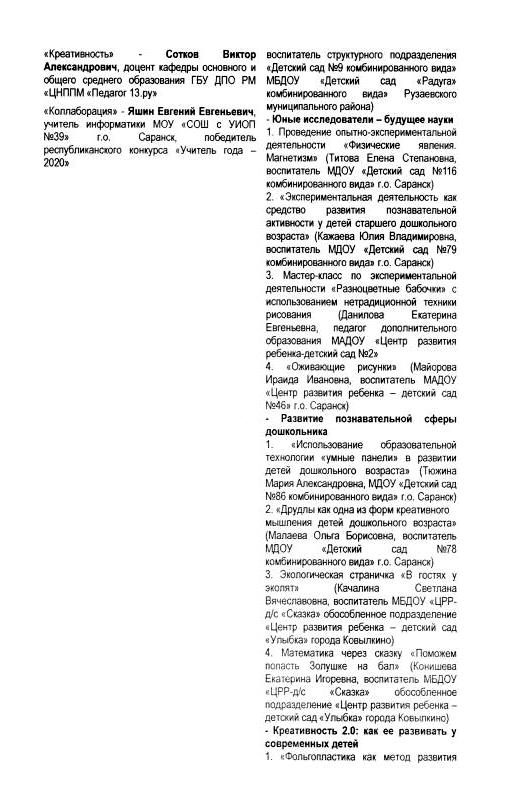 «Креативность» - Сотков Виктор
Александрович, доцент кафедры основного и
общего среднего образования ГБУ ДПО РМ
«ЦНППМ «Педагог 13.ру»
«Коллаборация» - Яшин Евгений Евгеньевич,
учитель информатики МОУ «СОШ с УИОП
№39» г.о. Саранск, победитель
республиканского конкурса «Учитель года –
2020»
воспитатель структурного подразделения
«Детский сад №9 комбинированного вида»
МБДОУ «Детский сад «Радуга»
комбинированного вида» Рузаевского
муниципального района)
- Юные исследователи – будущее науки
1. Проведение опытно-экспериментальной
деятельности «Физические явления.
Магнетизм» (Титова Елена Степановна,
воспитатель МДОУ «Детский сад №116
комбинированного вида» г.о. Саранск)
2. «Экспериментальная деятельность как
средство развития познавательной
активности у детей старшего дошкольного
возраста» (Кажаева Юлия Владимировна,
воспитатель МДОУ «Детский сад №79
комбинированного вида» г.о. Саранск)
3. Мастер-класс по экспериментальной
деятельности «Разноцветные бабочки» с
использованием нетрадиционной техники
рисования (Данилова Екатерина
Евгеньевна, педагог дополнительного
образования МАДОУ «Центр развития
ребенка-детский сад №2»
4. «Оживающие рисунки» (Майорова
Ираида Ивановна, воспитатель МАДОУ
«Центр развития ребенка – детский сад
№46» г.о. Саранск)
- Развитие познавательной сферы
дошкольника
1. «Использование образовательной
технологии «умные панели» в развитии
детей дошкольного возраста» (Тюжина
Мария Александровна, МДОУ «Детский сад
№86 комбинированного вида» г.о. Саранск)
2. «Друдлы как одна из форм креативного
мышления детей дошкольного возраста»
(Малаева Ольга Борисовна, воспитатель
МДОУ «Детский сад №78
комбинированного вида» г.о. Саранск)
3. Экологическая страничка «В гостях у
эколят» (Качалина Светлана
Вячеславовна, воспитатель МБДОУ «ЦРР-
д/с «Сказка» обособленное подразделение
«Центр развития ребенка – детский сад
«Улыбка» города Ковылкино)
4. Математика через сказку «Поможем
попасть Золушке на бал» (Конишева
Екатерина Игоревна, воспитатель МБДОУ
«ЦРР-д/с «Сказка» обособленное
подразделение «Центр развития ребенка –
детский сад «Улыбка» города Ковылкино)
- Креативность 2.0: как ее развивать у
современных детей
1. «Фольгопластика как метод развития